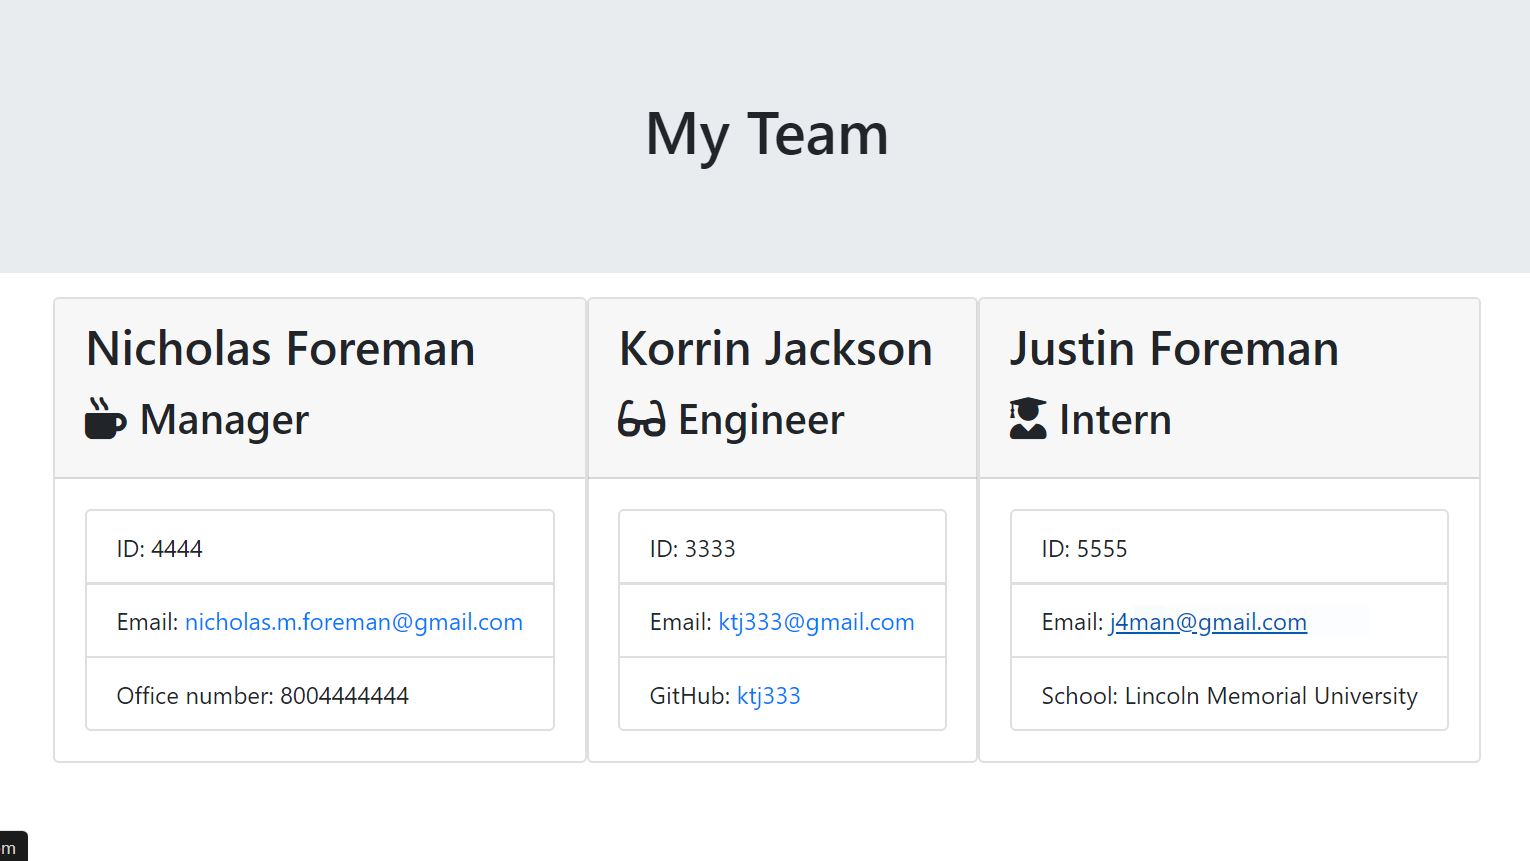 My Team
Nicholas Foreman
Manager
ID: 4444
Email: nicholas.m.foreman@gmail.com
Office number: 8004444444
Korrin Jackson
Engineer
ID: 3333
Email: ktj333@gmail.com
GitHub: ktj333
Justin Foreman
Intern
ID: 5555
Email: j4man@gmail.com
School: Lincoln Memorial University